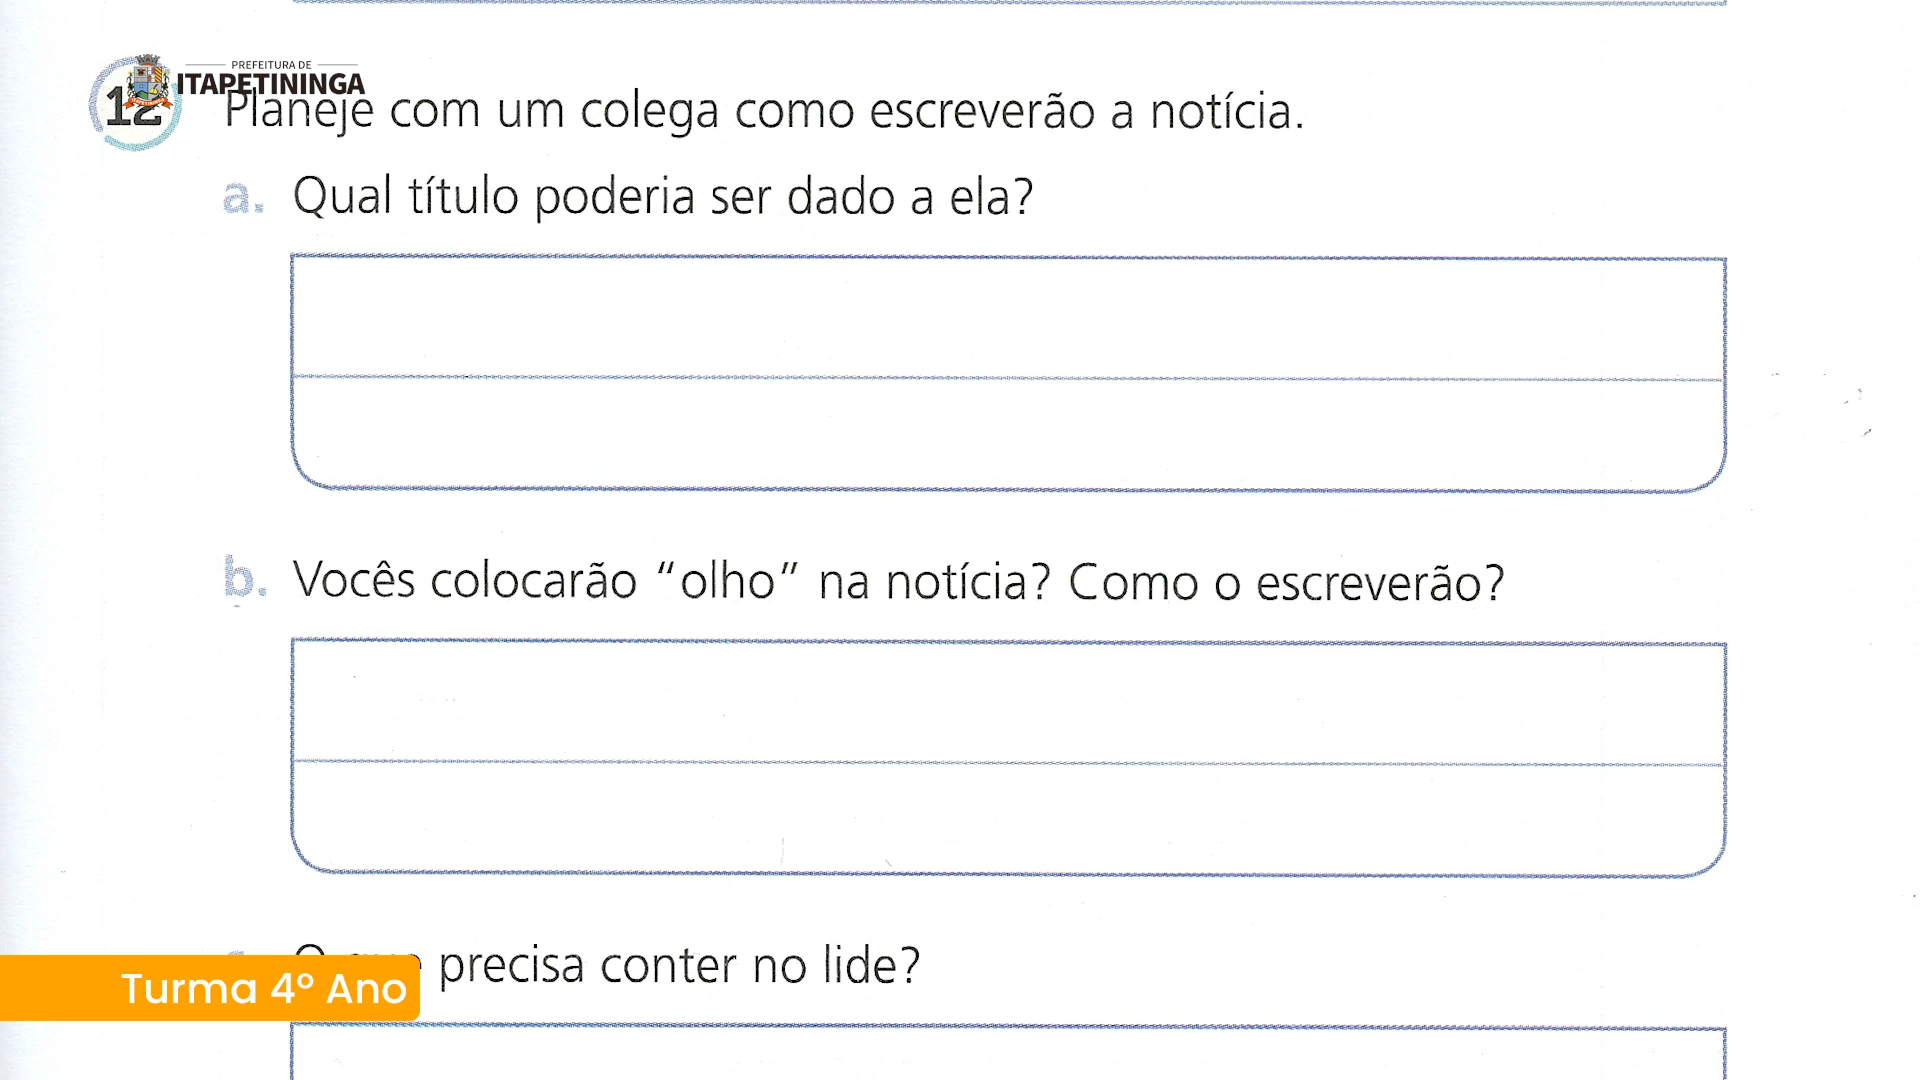 PREFEITURA DE
ITAPETININGA
12 Planeje com um colega como escreverão a notícia.
a. Qual título poderia ser dado a ela?
b. Vocês colocarão “olho” na notícia? Como o escreverão?
precisa conter no lide?
Turma 4º Ano